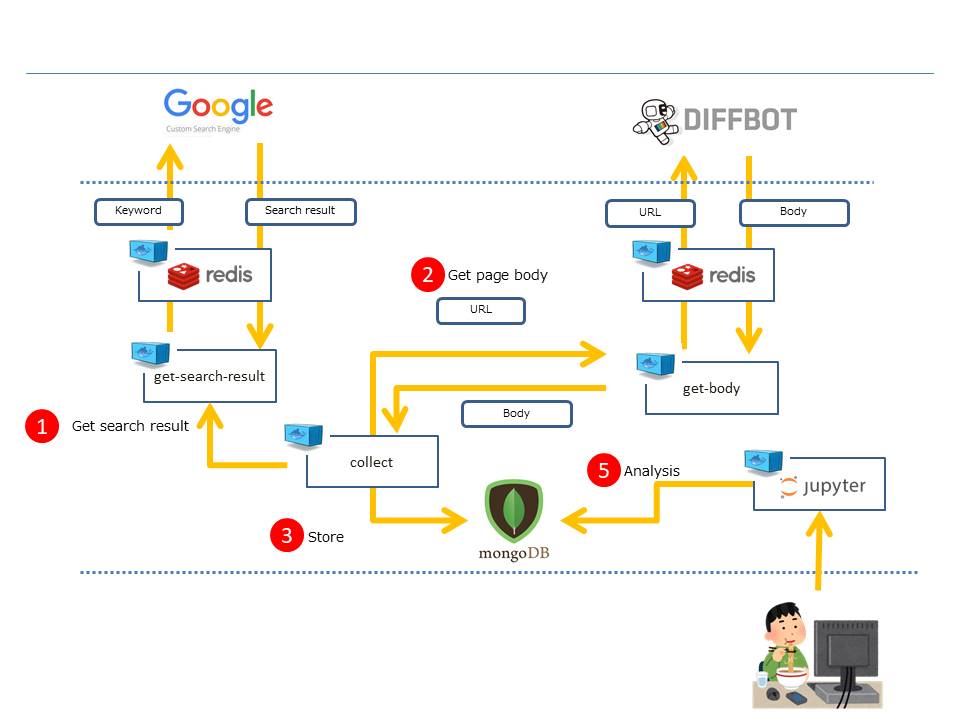 Google
Custom Search Engine
DIFFBOT
Keyword
Search result
URL
Body
redis
redis
2 Get page body
URL
get-search-result
get-body
Body
1 Get search result
collect
5 Analysis
jupyter
3 Store
mongoDB